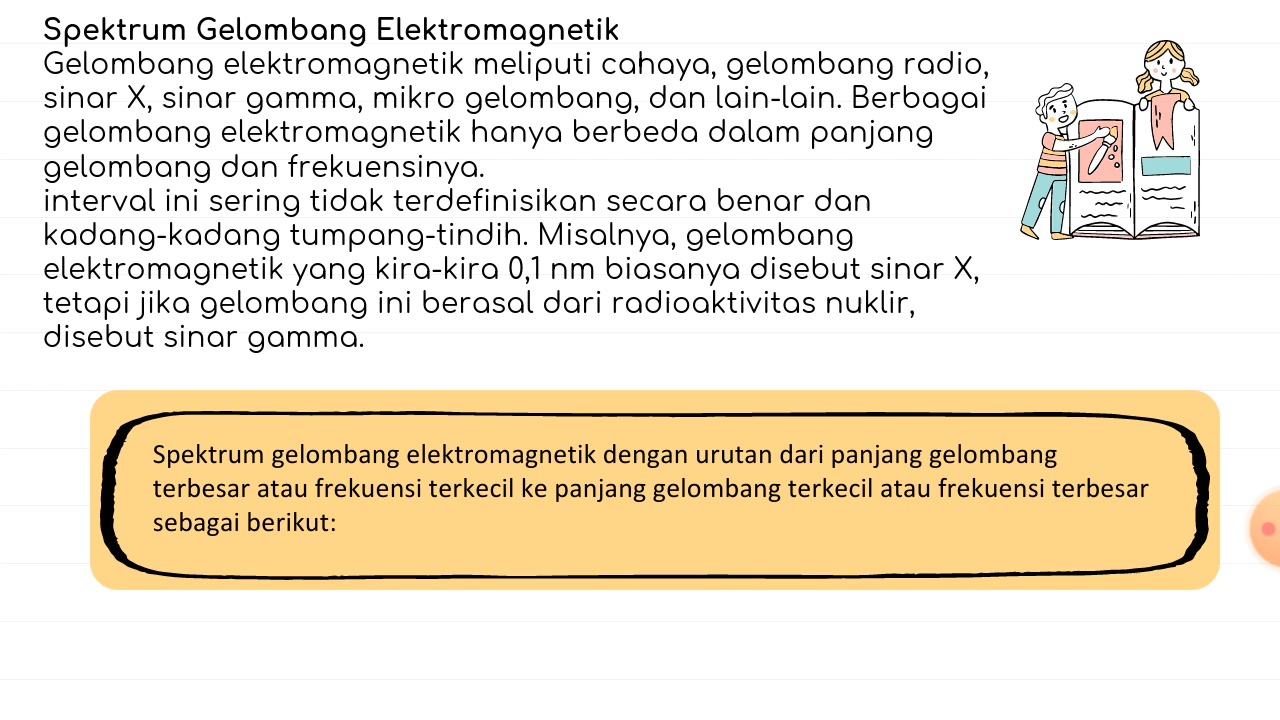 Spektrum Gelombang Elektromagnetik
Gelombang elektromagnetik meliputi cahaya, gelombang radio,
sinar X, sinar gamma, mikro gelombang, dan lain-lain. Berbagai
gelombang elektromagnetik hanya berbeda dalam panjang
gelombang dan frekuensinya.
interval ini sering tidak terdefinisikan secara benar dan
kadang-kadang tumpang-tindih. Misalnya, gelombang
elektromagnetik yang kira-kira 0,1 nm biasanya disebut sinar X,
tetapi jika gelombang ini berasal dari radioaktivitas nuklir,
disebut sinar gamma.
Spektrum gelombang elektromagnetik dengan urutan dari panjang gelombang
terbesar atau frekuensi terkecil ke panjang gelombang terkecil atau frekuensi terbesar
sebagai berikut: